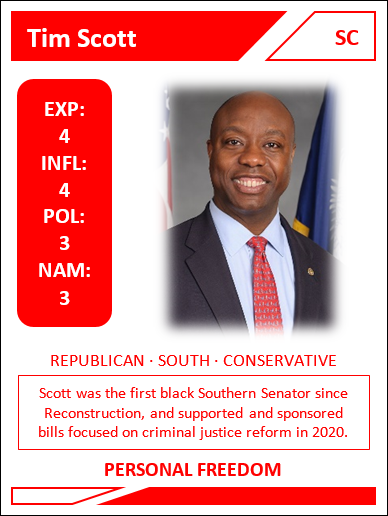 Tim Scott
SC
EXP:
4
INFL:
4
POL:
3
NAM:
3
REPUBLICAN · SOUTH · CONSERVATIVE
Scott was the first black Southern Senator since
Reconstruction, and supported and sponsored
bills focused on criminal justice reform in 2020.
PERSONAL FREEDOM